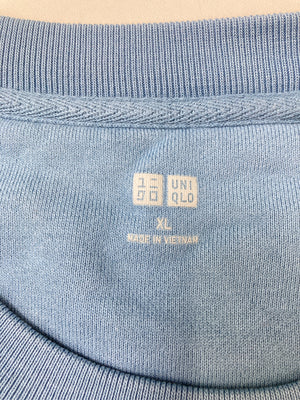 ユニ UNI
クロ QLO
XL
MADE IN VIETNAM